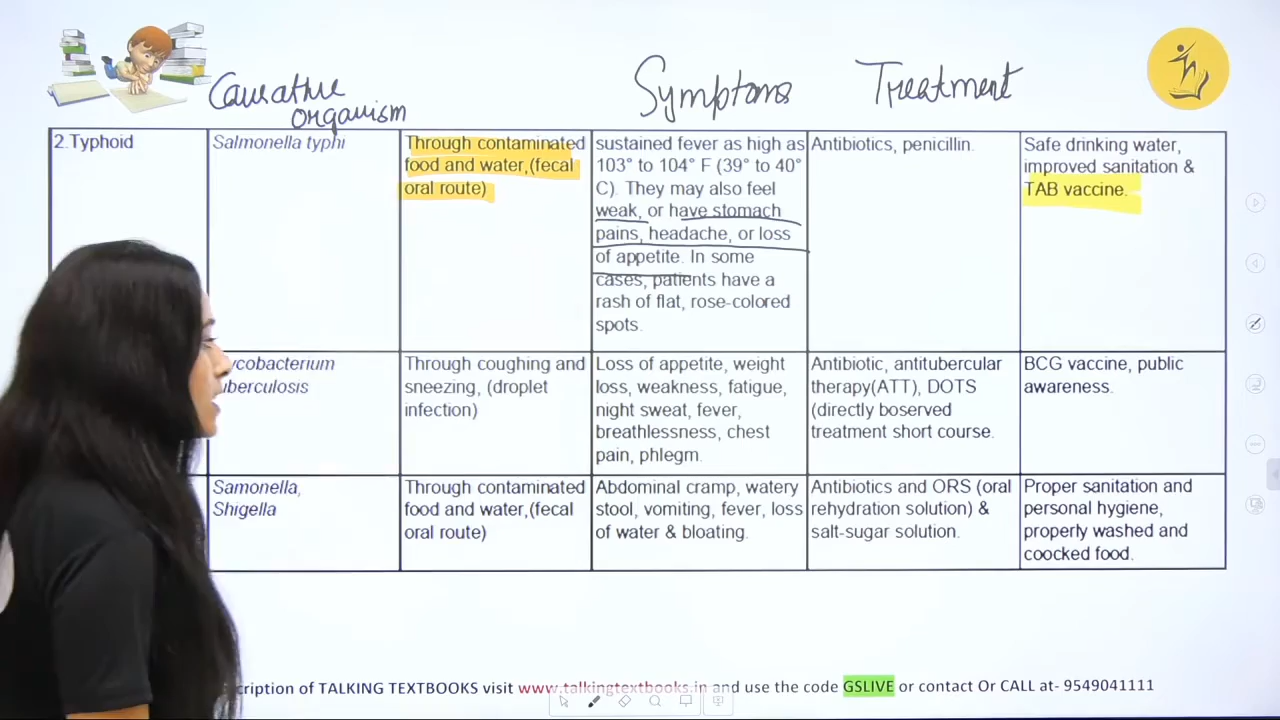 Causative
organism
Symptoms
Treatment
2.Typhoid
Salmonella typhi
Through contaminated
food and water,(fecal
oral route)
sustained fever as high as
103° to 104° F (39° to 40°
C). They may also feel
weak, or have stomach
pains, headache, or loss
of appetite. In some
cases, patients have a
rash of flat, rose-colored
spots.
Antibiotics, penicillin.
Safe drinking water,
improved sanitation &
TAB vaccine.
ycobacterium
uberculosis
Through coughing and
sneezing, (droplet
infection)
Loss of appetite, weight
loss, weakness, fatigue,
night sweat, fever,
breathlessness, chest
pain, phlegm.
Antibiotic, antitubercular
therapy(ATT), DOTS
(directly boserved
treatment short course.
BCG vaccine, public
awareness.
Samonella,
Shigella
Through contaminated
food and water,(fecal
oral route)
Abdominal cramp, watery
stool, vomiting, fever, loss
of water & bloating.
Antibiotics and ORS (oral
rehydration solution) &
salt-sugar solution.
Proper sanitation and
personal hygiene,
properly washed and
coocked food.
cription of TALKING TEXTBOOKS visit www.talkingtextbooks.in and use the code GSLIVE or contact Or CALL at- 9549041111